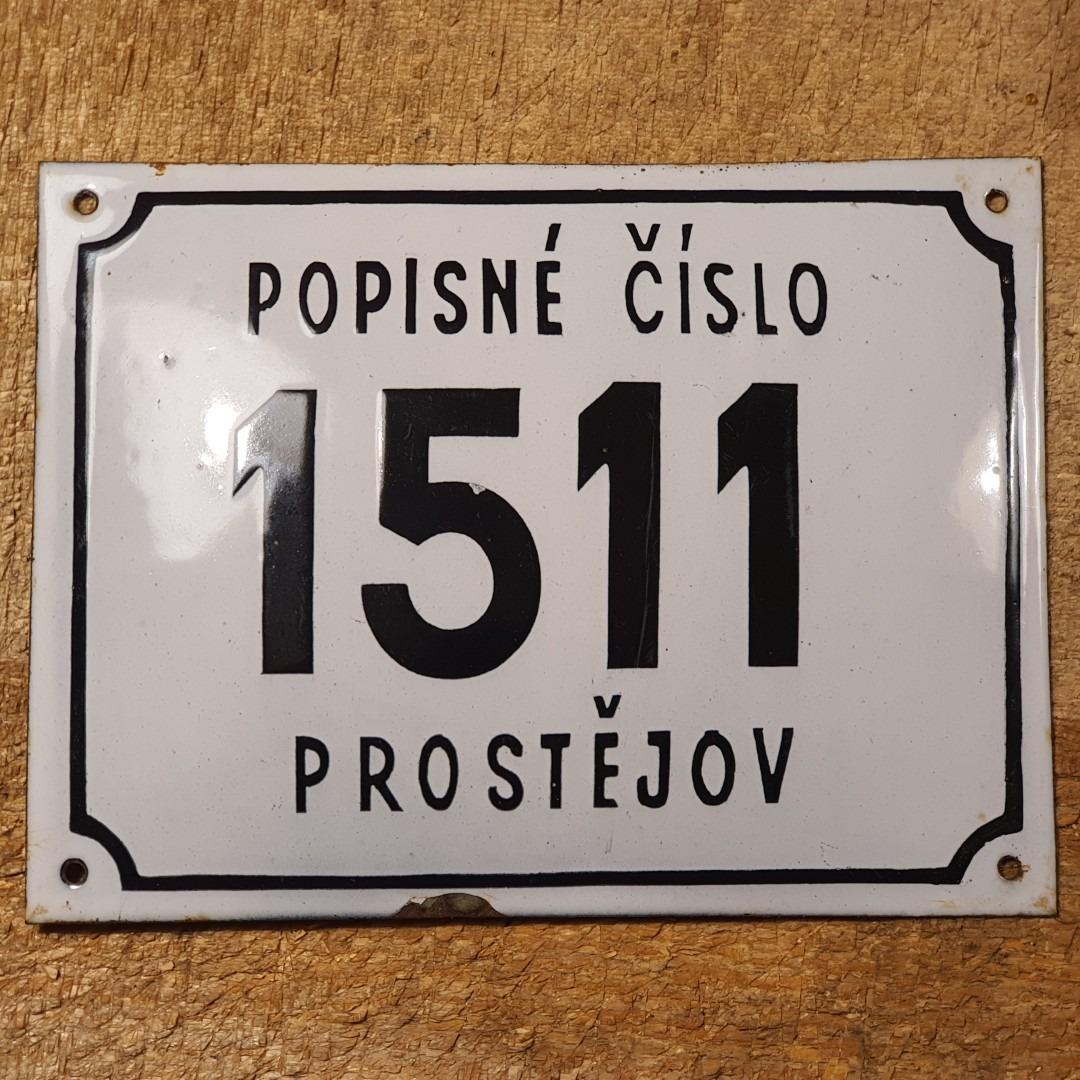 POPISNÉ ČÍSLO
1511
PROSTĚJOV